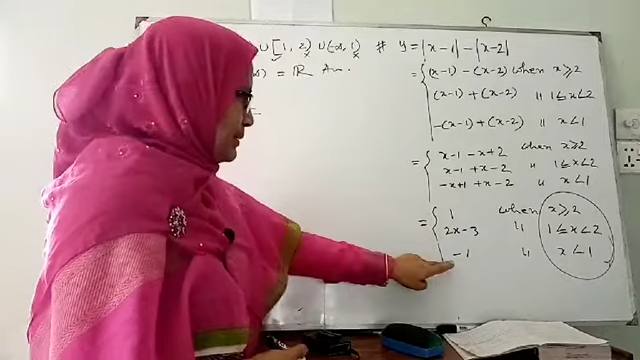 ∪ [1, 2) ∪ (∞, 1)
) = ℝ Ans.
# y = |x-1| - |x-2|
= { (x-1) - (x-2) when x ≥ 2
(x-1) + (x-2) " 1 ≤ x < 2
-(x-1) + (x-2) " x < 1
= { x-1 - x+2 when x ≥ 2
x-1 + x-2 " 1 ≤ x < 2
-x+1 + x-2 " x < 1
= { 1 when x ≥ 2
2x-3 " 1 ≤ x < 2
-1 " x < 1